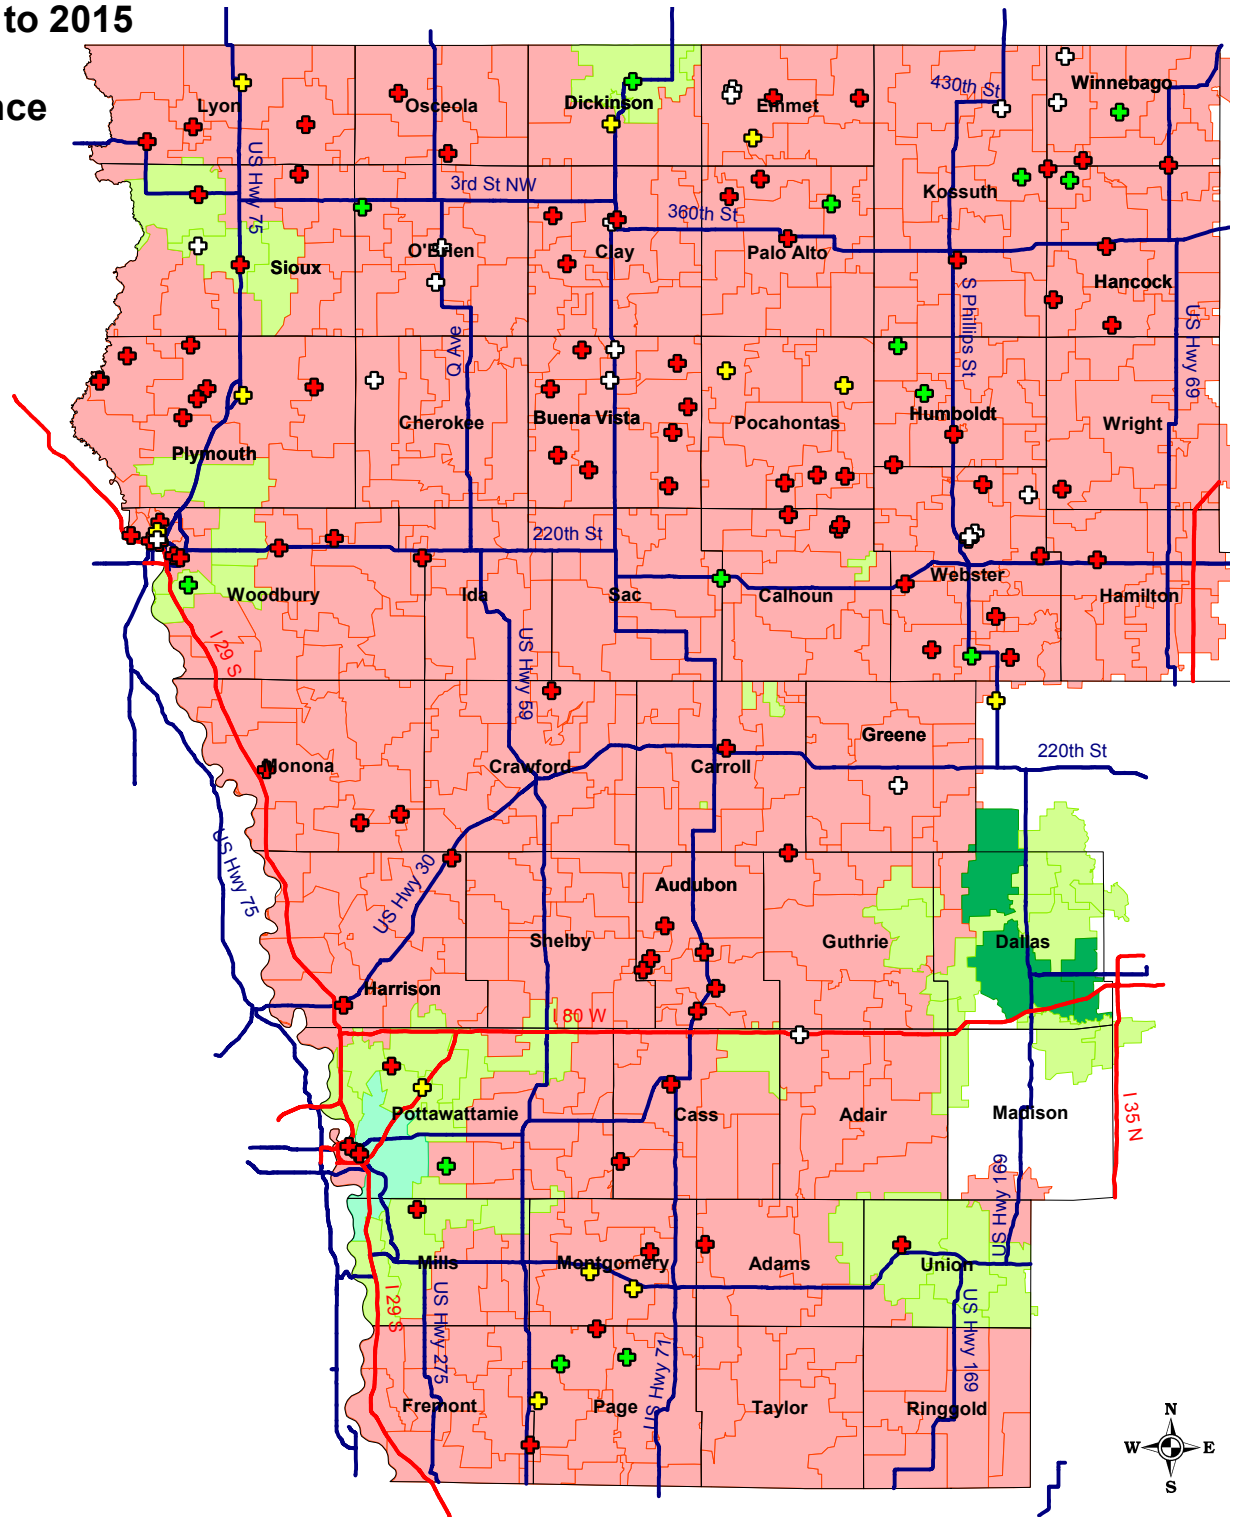 to 2015
nce
Lyon
Osceola
Dickinson
Emmet
430th St
Winnebago
US Hwy 75
3rd St NW
360th St
Kossuth
Sioux
O'Brien
Clay
Palo Alto
Hancock
S Phillips St
US Hwy 69
Q Ave
Plymouth
Cherokee
Buena Vista
Pocahontas
Humboldt
Wright
220th St
Woodbury
Ida
Sac
Calhoun
Webster
Hamilton
I 29 S
US Hwy 59
Monona
Crawford
Carroll
Greene
220th St
US Hwy 75
US Hwy 30
Audubon
Shelby
Guthrie
Dallas
Harrison
I 80 W
Pottawattamie
Cass
Adair
Madison
I 35 N
US Hwy 169
Mills
Montgomery
Adams
Union
I 29 S
US Hwy 275
US Hwy 71
US Hwy 169
Fremont
Page
Taylor
Ringgold
N
W E
S